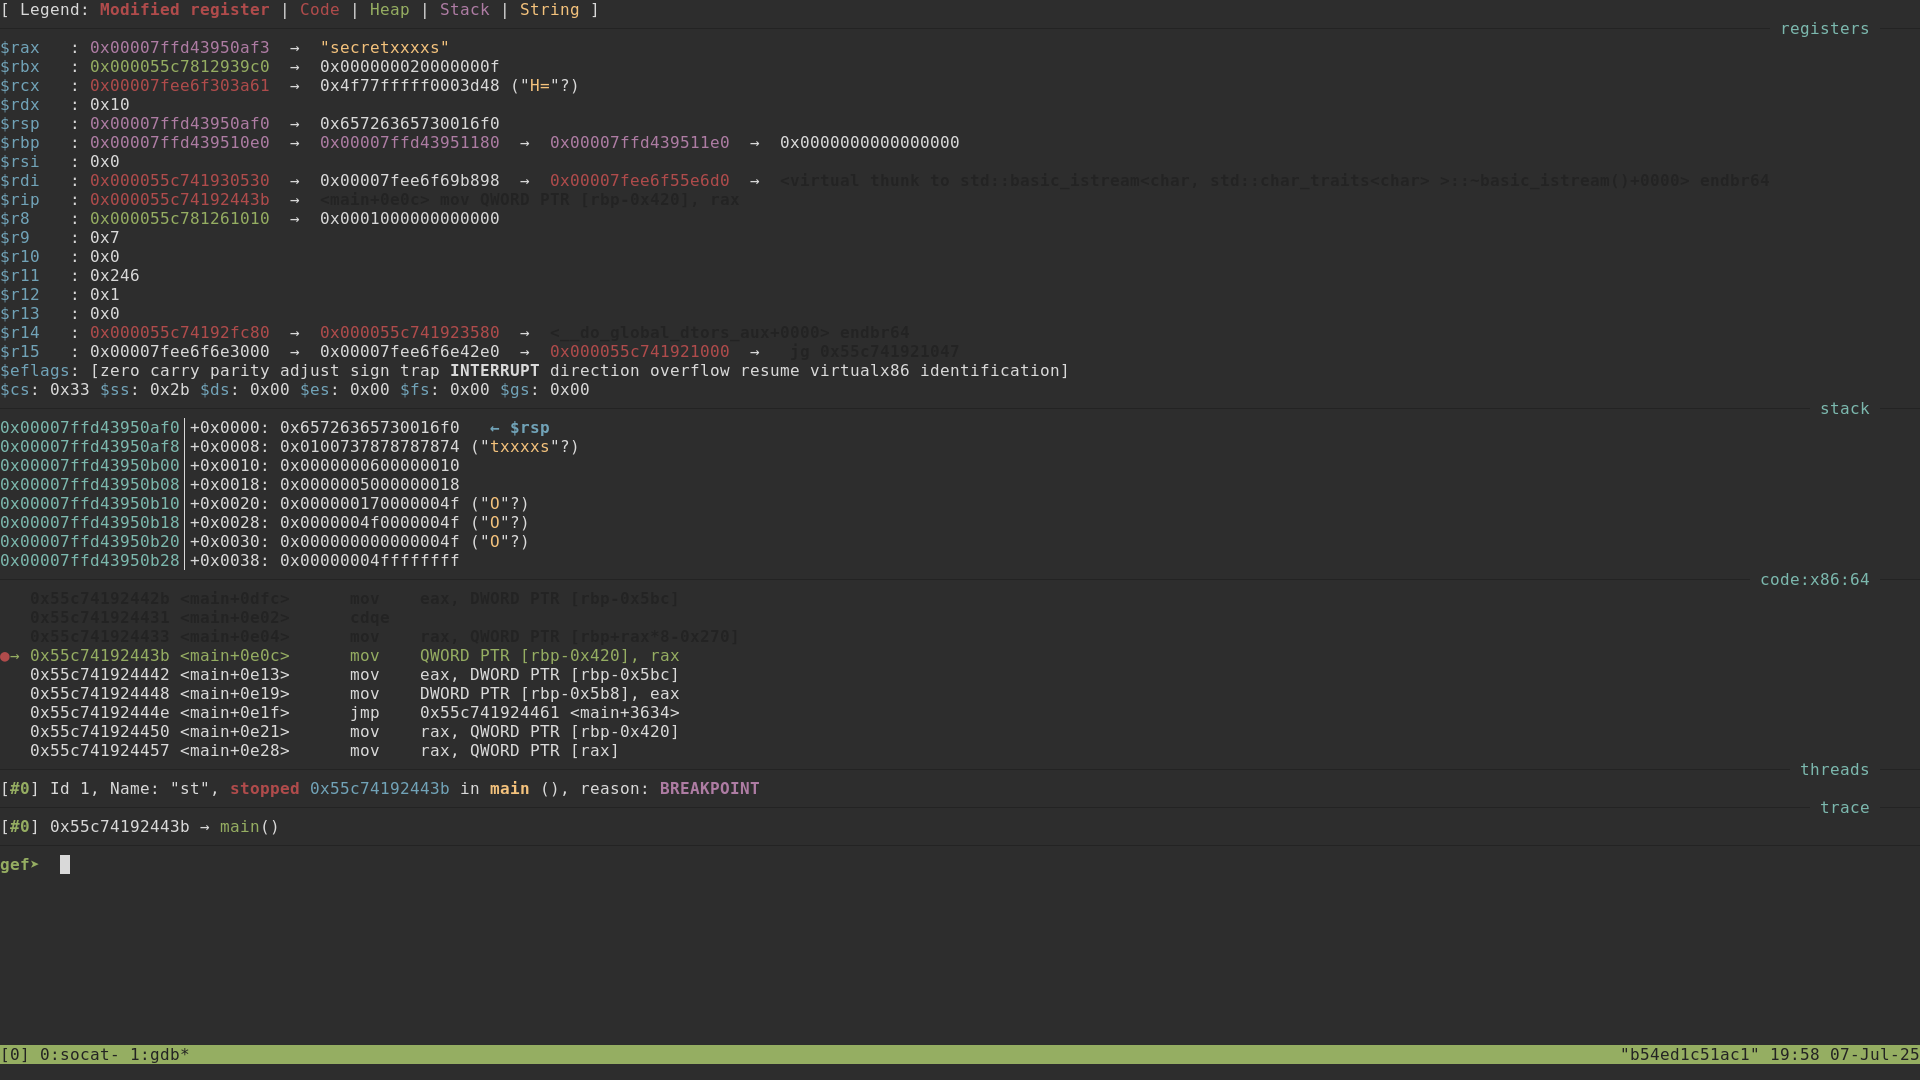 [ Legend: Modified register | Code | Heap | Stack | String ]
registers
$rax   : 0x00007ffd43950af3  →  "secretxxxxs"
$rbx   : 0x000055c7812939c0  →  0x000000020000000f
$rcx   : 0x00007fee6f303a61  →  0x4f77fffff0003d48 ("H="?)
$rdx   : 0x10
$rsp   : 0x00007ffd43950af0  →  0x65726365730016f0
$rbp   : 0x00007ffd439510e0  →  0x00007ffd43951180  →  0x00007ffd439511e0  →  0x0000000000000000
$rsi   : 0x0
$rdi   : 0x000055c741930530  →  0x00007fee6f69b898  →  0x00007fee6f55e6d0  →  <virtual thunk to std::basic_istream<char, std::char_traits<char> >::~basic_istream()+0000> endbr64
$rip   : 0x000055c74192443b  →  <main+0e0c> mov QWORD PTR [rbp-0x420], rax
$r8    : 0x000055c781261010  →  0x0001000000000000
$r9    : 0x7
$r10   : 0x0
$r11   : 0x246
$r12   : 0x1
$r13   : 0x0
$r14   : 0x000055c74192fc80  →  0x000055c741923580  →  <__do_global_dtors_aux+0000> endbr64
$r15   : 0x00007fee6f6e3000  →  0x00007fee6f6e42e0  →  0x000055c741921000  →   jg 0x55c741921047
$eflags: [zero carry parity adjust sign trap INTERRUPT direction overflow resume virtualx86 identification]
$cs: 0x33 $ss: 0x2b $ds: 0x00 $es: 0x00 $fs: 0x00 $gs: 0x00
stack
0x00007ffd43950af0│+0x0000: 0x65726365730016f0   ← $rsp
0x00007ffd43950af8│+0x0008: 0x0100737878787874 ("txxxxs"?)
0x00007ffd43950b00│+0x0010: 0x0000000600000010
0x00007ffd43950b08│+0x0018: 0x0000005000000018
0x00007ffd43950b10│+0x0020: 0x000000170000004f ("O"?)
0x00007ffd43950b18│+0x0028: 0x0000004f0000004f ("O"?)
0x00007ffd43950b20│+0x0030: 0x000000000000004f ("O"?)
0x00007ffd43950b28│+0x0038: 0x00000004ffffffff
code:x86:64
   0x55c74192442b <main+0dfc>      mov    eax, DWORD PTR [rbp-0x5bc]
   0x55c741924431 <main+0e02>      cdqe
   0x55c741924433 <main+0e04>      mov    rax, QWORD PTR [rbp+rax*8-0x270]
●→ 0x55c74192443b <main+0e0c>      mov    QWORD PTR [rbp-0x420], rax
   0x55c741924442 <main+0e13>      mov    eax, DWORD PTR [rbp-0x5bc]
   0x55c741924448 <main+0e19>      mov    DWORD PTR [rbp-0x5b8], eax
   0x55c74192444e <main+0e1f>      jmp    0x55c741924461 <main+3634>
   0x55c741924450 <main+0e21>      mov    rax, QWORD PTR [rbp-0x420]
   0x55c741924457 <main+0e28>      mov    rax, QWORD PTR [rax]
threads
[#0] Id 1, Name: "st", stopped 0x55c74192443b in main (), reason: BREAKPOINT
trace
[#0] 0x55c74192443b → main()
gef➤
[0] 0:socat- 1:gdb* "b54ed1c51ac1" 19:58 07-Jul-25